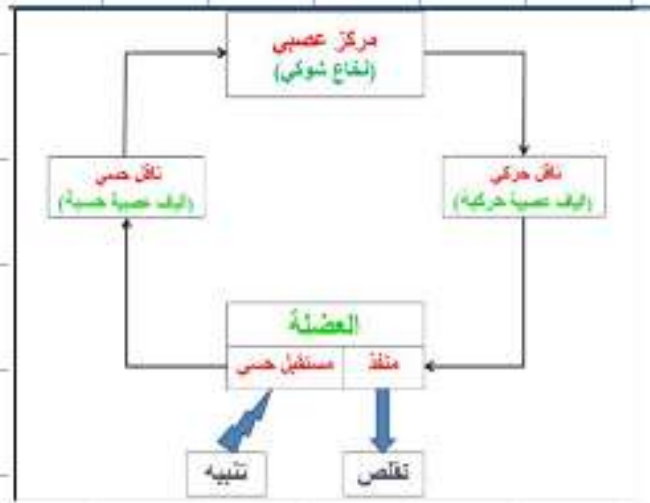 مركز عصبي
(نخاع شوكي)
ناقل حركي
(ألياف عصبية حركية)
ناقل حسي
(ألياف عصبية حسية)
العضلة
منفذ
مستقبل حسي
تقلص
تنبيه